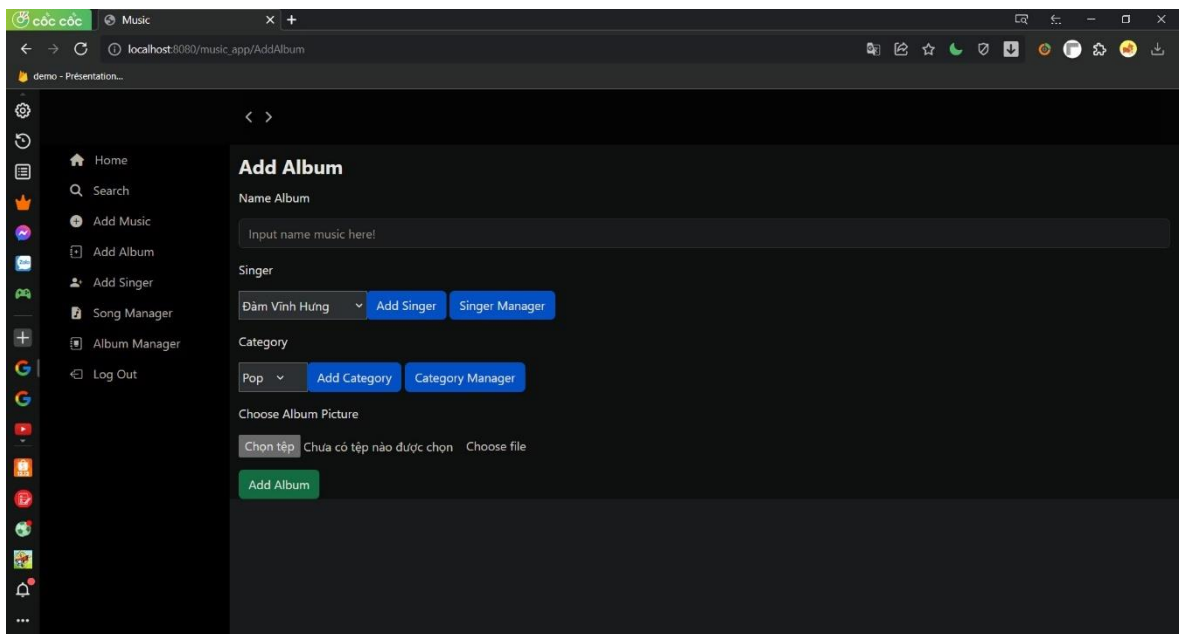 cốc cốc
Music
localhost:8080/music_app/AddAlbum
demo - Présentation...
Home
Search
Add Music
Add Album
Add Singer
Song Manager
Album Manager
Log Out
Add Album
Name Album
Input name music here!
Singer
Đàm Vĩnh Hưng Add Singer Singer Manager
Category
Pop Add Category Category Manager
Choose Album Picture
Chọn tệp Chưa có tệp nào được chọn Choose file
Add Album
Zalo